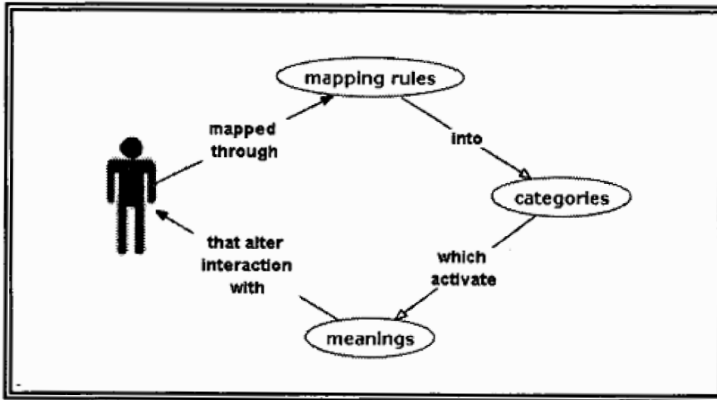 mapping rules
mapped
through
into
categories
that alter
interaction
with
which
activate
meanings